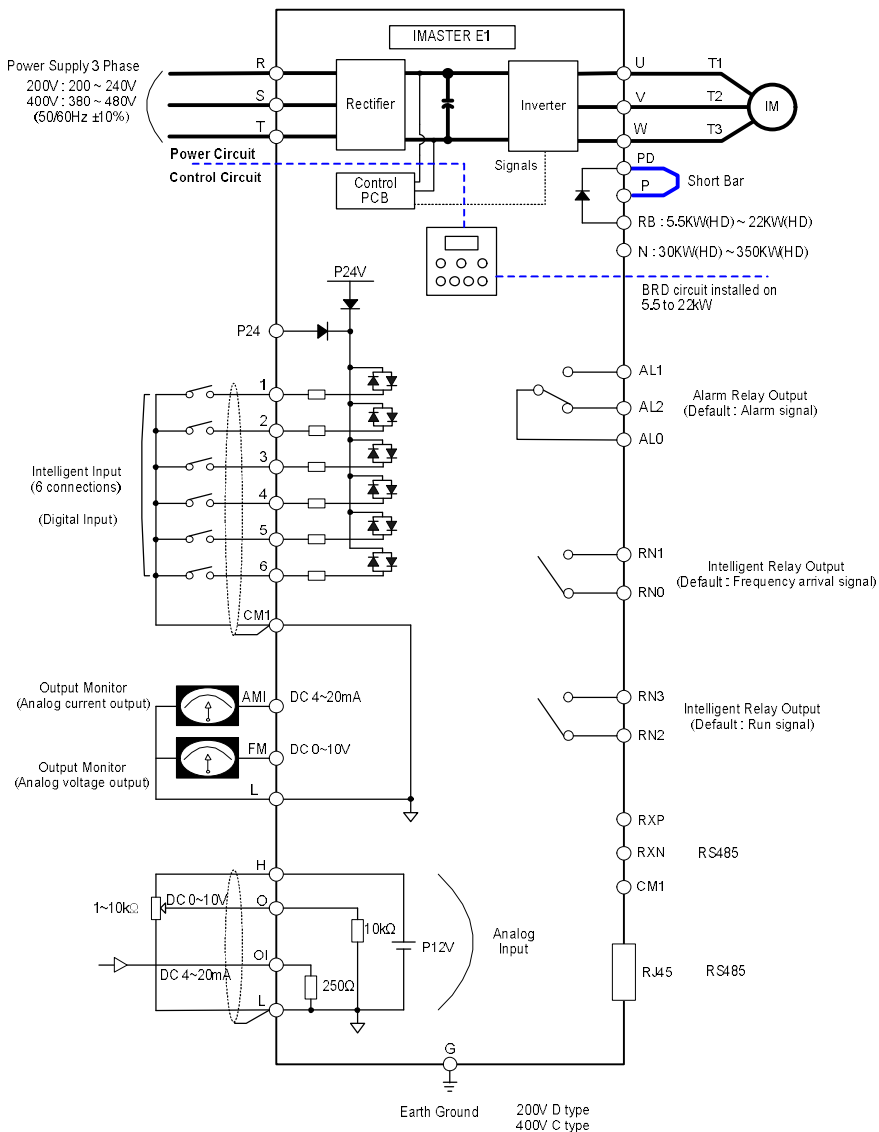 IMASTER E1
Power Supply 3 Phase
200V : 200 ~ 240V
400V : 380 ~ 480V
(50/60Hz ±10%)
R
S
T
Rectifier
Inverter
U
V
W
T1
T2
T3
IM
Power Circuit
Control Circuit
Control
PCB
Signals
PD
P
Short Bar
RB : 5.5KW(HD) ~ 22KW(HD)
N : 30KW(HD) ~ 350KW(HD)
BRD circuit installed on
5.5 to 22kW
P24V
P24
1
2
3
4
5
6
CM1
Intelligent Input
(6 connections)
(Digital Input)
AL1
AL2
AL0
Alarm Relay Output
(Default : Alarm signal)
RN1
RN0
Intelligent Relay Output
(Default : Frequency arrival signal)
Output Monitor
(Analog current output)
AMI
DC 4~20mA
Output Monitor
(Analog voltage output)
FM
DC 0~10V
L
RN3
RN2
Intelligent Relay Output
(Default : Run signal)
RXP
RXN
RS485
CM1
H
1~10kΩ
DC 0~10V
O
10kΩ
P12V
Analog
Input
OI
DC 4~20mA
250Ω
L
RJ45
RS485
G
Earth Ground
200V D type
400V C type